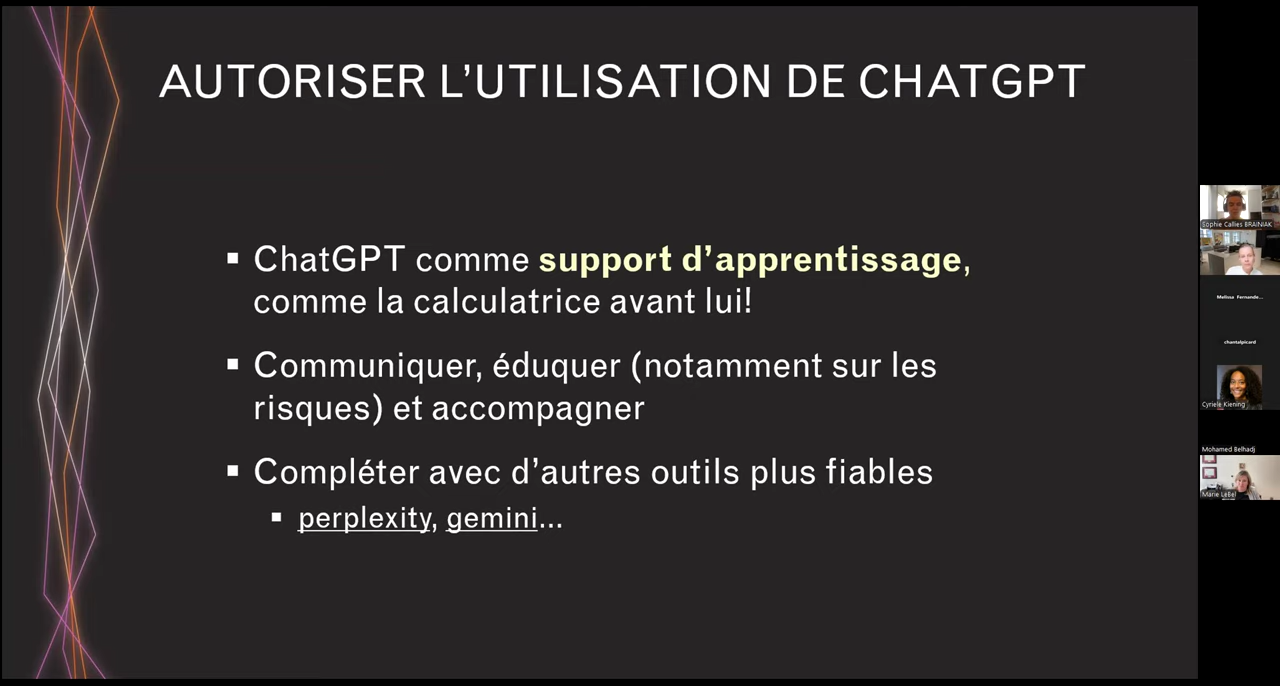 AUTORISER L’UTILISATION DE CHATGPT
▪ ChatGPT comme support d’apprentissage,
comme la calculatrice avant lui!
▪ Communiquer, éduquer (notamment sur les
risques) et accompagner
▪ Compléter avec d’autres outils plus fiables
▪ perplexity, gemini...
Sophie Callies BRAINIAK
Melissa Fernande...
chantalpicard
Cyriele Kiening
Mohamed Belhadj
Marie LeBel